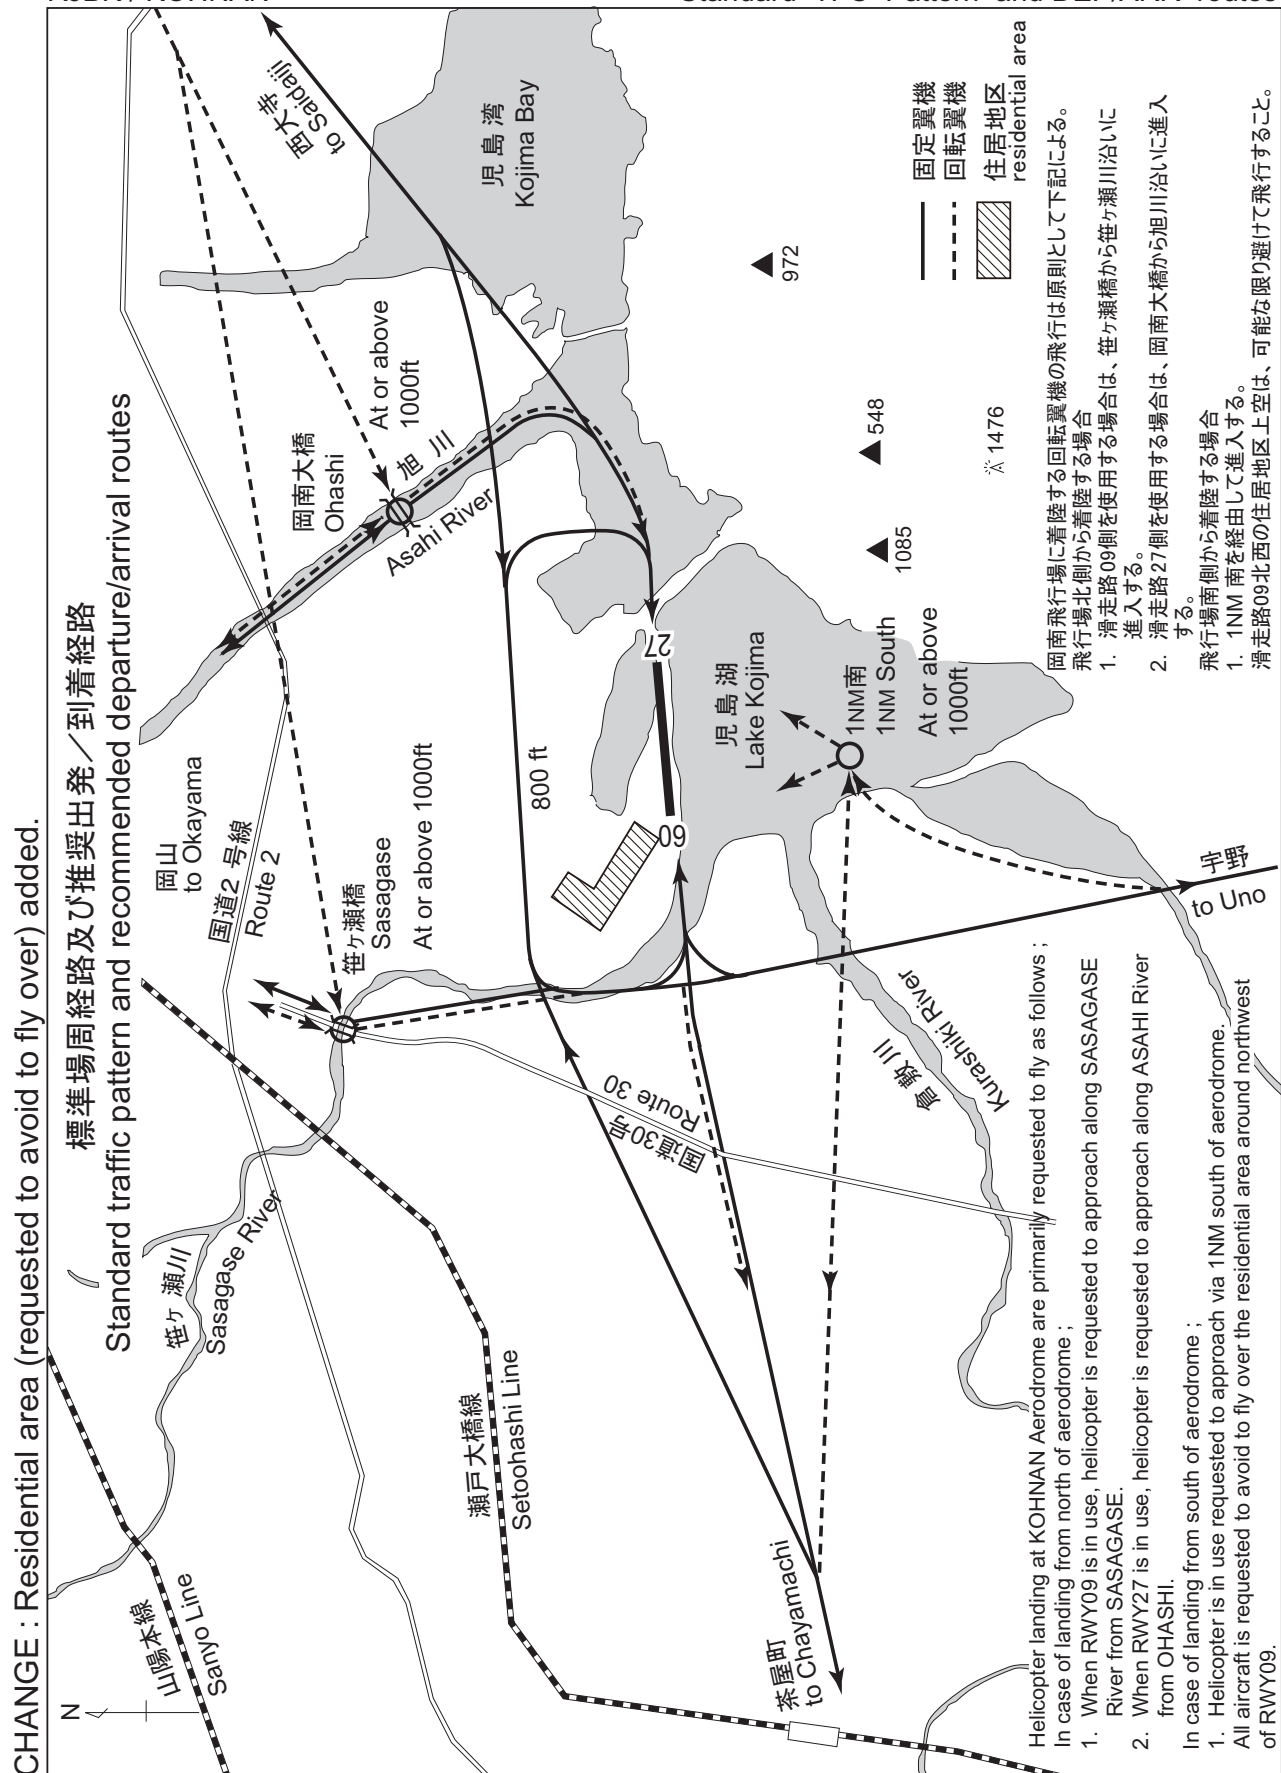 CHANGE : Residential area (requested to avoid to fly over) added.
標準場周経路及び推奨出発／到着経路
Standard traffic pattern and recommended departure/arrival routes
N
山陽本線
Sanyo Line
笹ヶ瀬川
Sasagase River
瀬戸大橋線
Setoohashi Line
茶屋町
to Chayamachi
岡山
to Okayama
国道2 号線
Route 2
笹ヶ瀬橋
Sasagase
At or above 1000ft
国道30号
Route 30
岡南大橋
Ohashi
At or above
1000ft
旭 川
Asahi River
西大寺
to Saidaiji
児 島 湾
Kojima Bay
800 ft
09
27
児 島 湖
Lake Kojima
1NM南
1NM South
At or above
1000ft
倉 敷 川
Kurashiki River
宇野
to Uno
972
548
1085
1476
固定翼機
回転翼機
住居地区
residential area
岡南飛行場に着陸する回転翼機の飛行は原則として下記による。
飛行場北側から着陸する場合
1. 滑走路09側を使用する場合は、笹ヶ瀬橋から笹ヶ瀬川沿いに
進入する。
2. 滑走路27側を使用する場合は、岡南大橋から旭川沿いに進入
する。
飛行場南側から着陸する場合
1. 1NM 南を経由して進入する。
滑走路09北西の住居地区上空は、可能な限り避けて飛行すること。
Helicopter landing at KOHNAN Aerodrome are primarily requested to fly as follows ;
In case of landing from north of aerodrome ;
1. When RWY09 is in use, helicopter is requested to approach along SASAGASE
River from SASAGASE.
2. When RWY27 is in use, helicopter is requested to approach along ASAHI River
from OHASHI.
In case of landing from south of aerodrome ;
1. Helicopter is in use requested to approach via 1NM south of aerodrome.
All aircraft is requested to avoid to fly over the residential area around northwest
of RWY09.